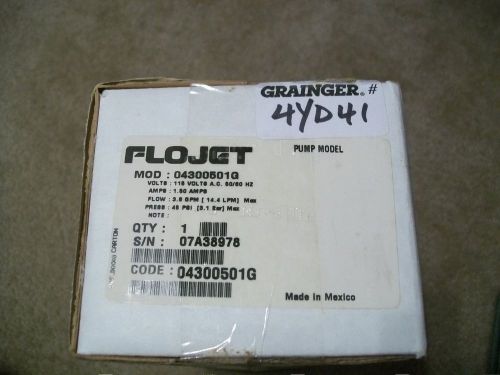 GRAINGER® #
4YD41
FLOJET
PUMP MODEL
MOD : 04300501G
VOLTS : 115 VOLTS A.C. 50/60 HZ
AMPS : 1.50 AMPS
FLOW : 3.8 GPM [ 14.4 LPM] Max
PRESS : 45 PSI [3.1 Bar] Max
NOTE :
QTY : 1
S/N : 07A38978
CODE : 04300501G
Made in Mexico
CARTON